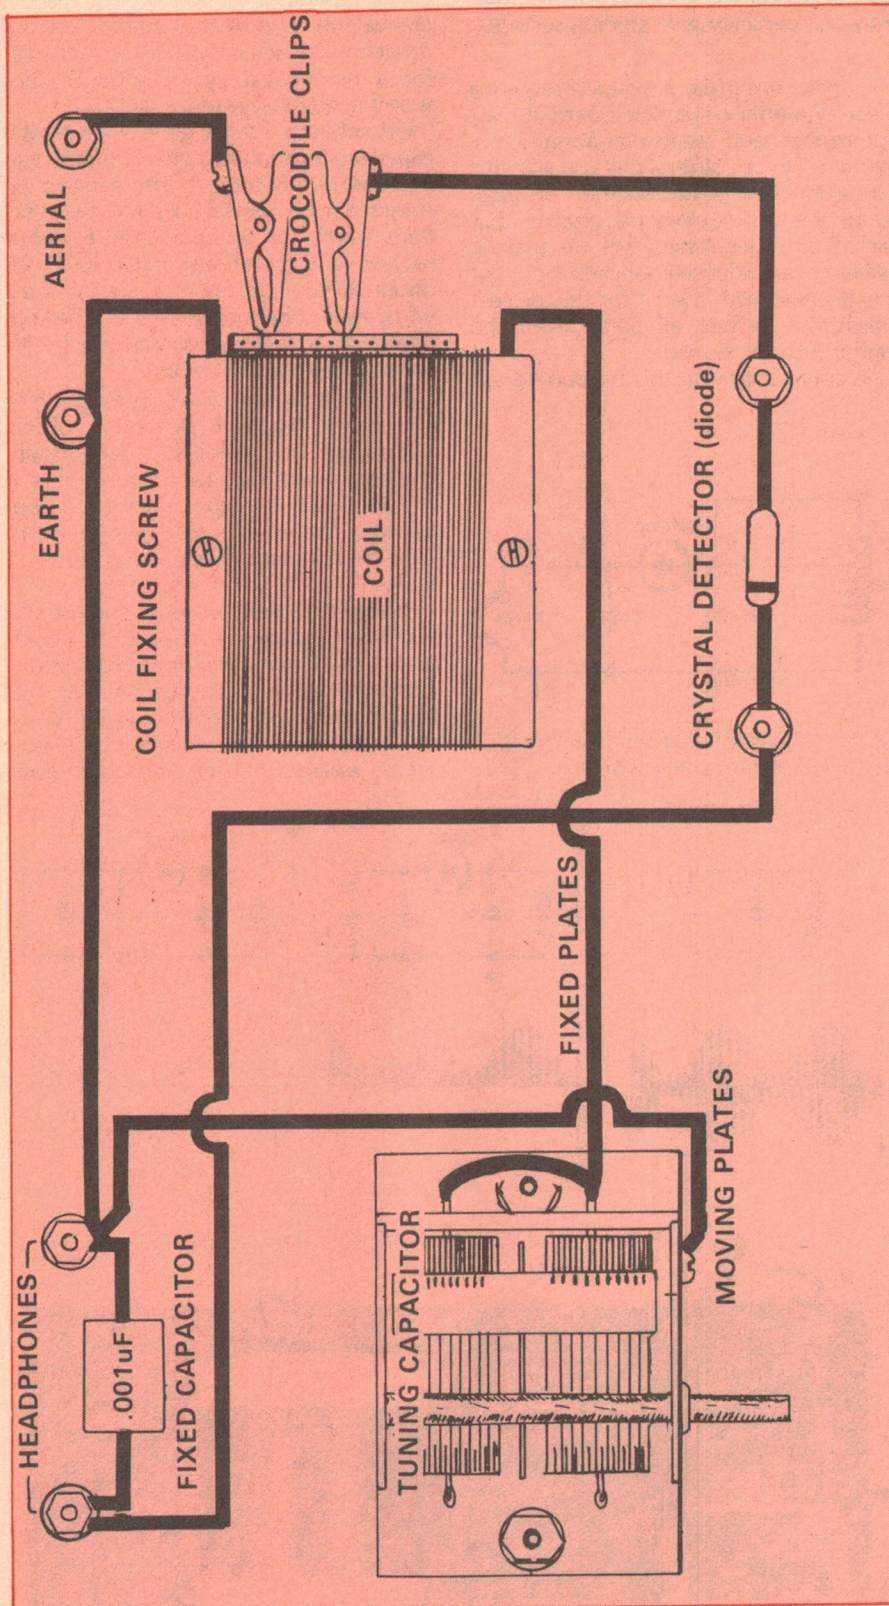 HEADPHONES
.001uF
FIXED CAPACITOR
TUNING CAPACITOR
MOVING PLATES
FIXED PLATES
EARTH
AERIAL
COIL FIXING SCREW
COIL
CROCODILE CLIPS
CRYSTAL DETECTOR (diode)